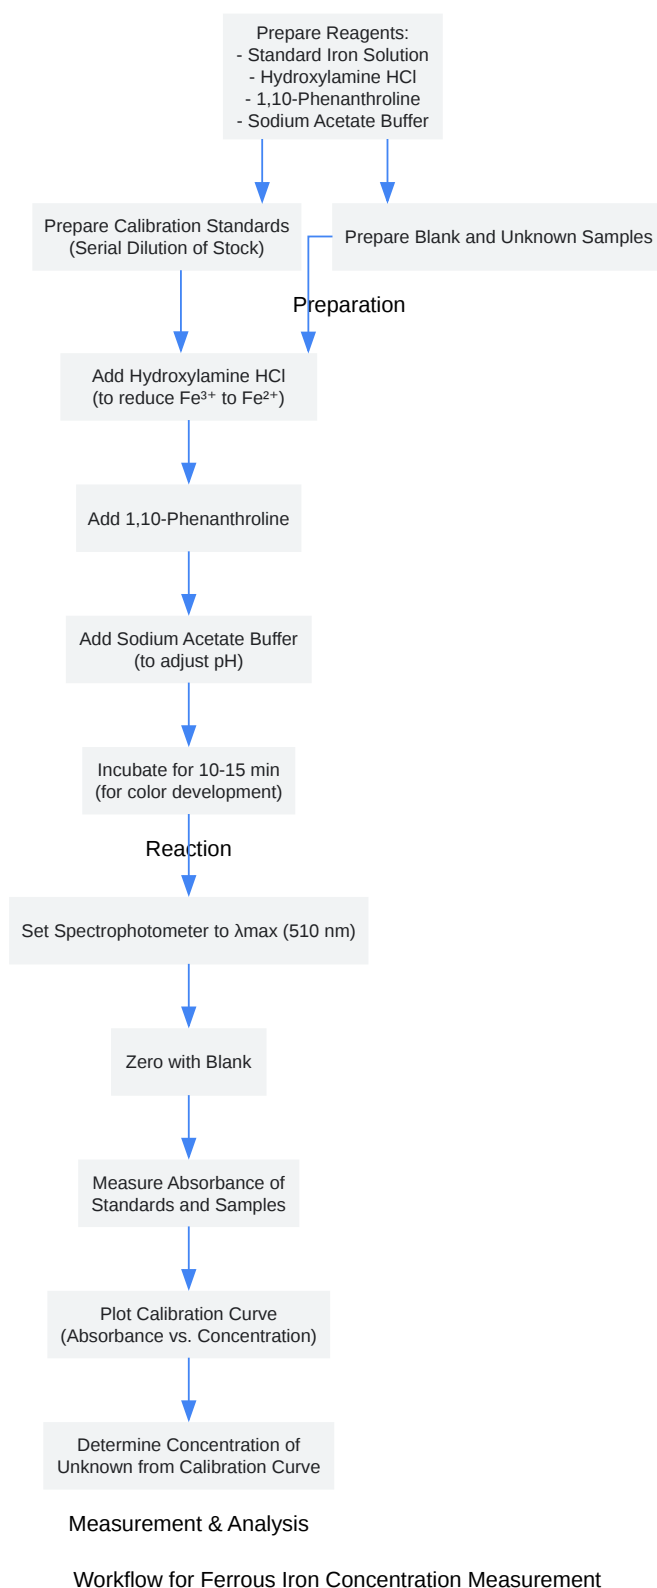 Prepare Reagents:
- Standard Iron Solution
- Hydroxylamine HCl
- 1,10-Phenanthroline
- Sodium Acetate Buffer
Prepare Calibration Standards
(Serial Dilution of Stock)
Prepare Blank and Unknown Samples
Preparation
Add Hydroxylamine HCl
(to reduce Fe³⁺ to Fe²⁺)
Add 1,10-Phenanthroline
Add Sodium Acetate Buffer
(to adjust pH)
Incubate for 10-15 min
(for color development)
Reaction
Set Spectrophotometer to λmax (510 nm)
Zero with Blank
Measure Absorbance of
Standards and Samples
Plot Calibration Curve
(Absorbance vs. Concentration)
Determine Concentration of
Unknown from Calibration Curve
Measurement & Analysis
Workflow for Ferrous Iron Concentration Measurement